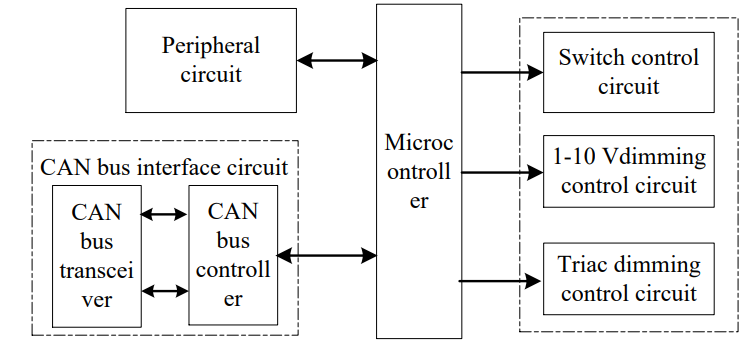 Peripheral
circuit
CAN bus interface circuit
CAN
bus
transcei
ver
CAN
bus
controll
er
Microc
ontroll
er
Switch control
circuit
1-10 Vdimming
control circuit
Triac dimming
control circuit